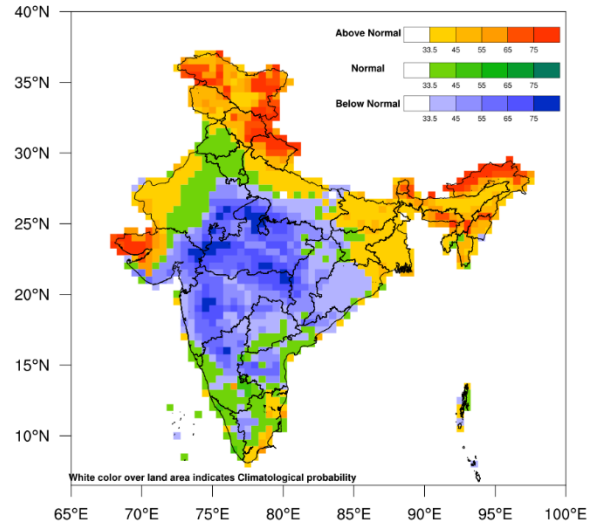 40°N
35°N
30°N
25°N
20°N
15°N
10°N
Above Normal
33.5 45 55 65 75
Normal
33.5 45 55 65 75
Below Normal
33.5 45 55 65 75
White color over land area indicates Climatological probability
65°E 70°E 75°E 80°E 85°E 90°E 95°E 100°E